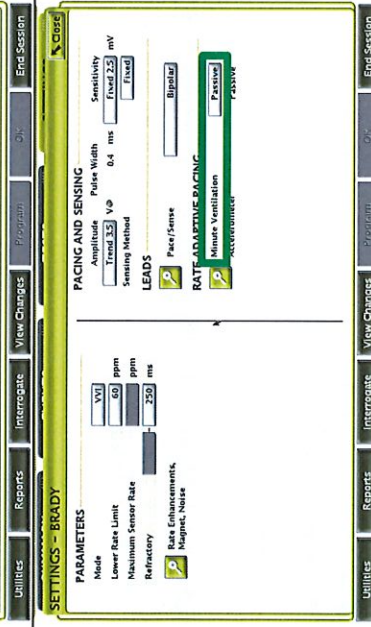 Utilities
Reports
Interrogate
View Changes
Program
OK
End Session
SETTINGS - BRADY
Close
PARAMETERS
Mode VVI
Lower Rate Limit 60 ppm
Maximum Sensor Rate ppm
Refractory - 250 ms
Rate Enhancements,
Magnet, Noise
PACING AND SENSING
Amplitude Pulse Width Sensitivity
Trend 3.5 V 0.4 ms Fixed 2.5 mV
Sensing Method Fixed
LEADS
Pace/Sense Bipolar
RATE ADAPTIVE PACING
Minute Ventilation Passive
Accelerometer Passive
Utilities
Reports
Interrogate
View Changes
Program
OK
End Session